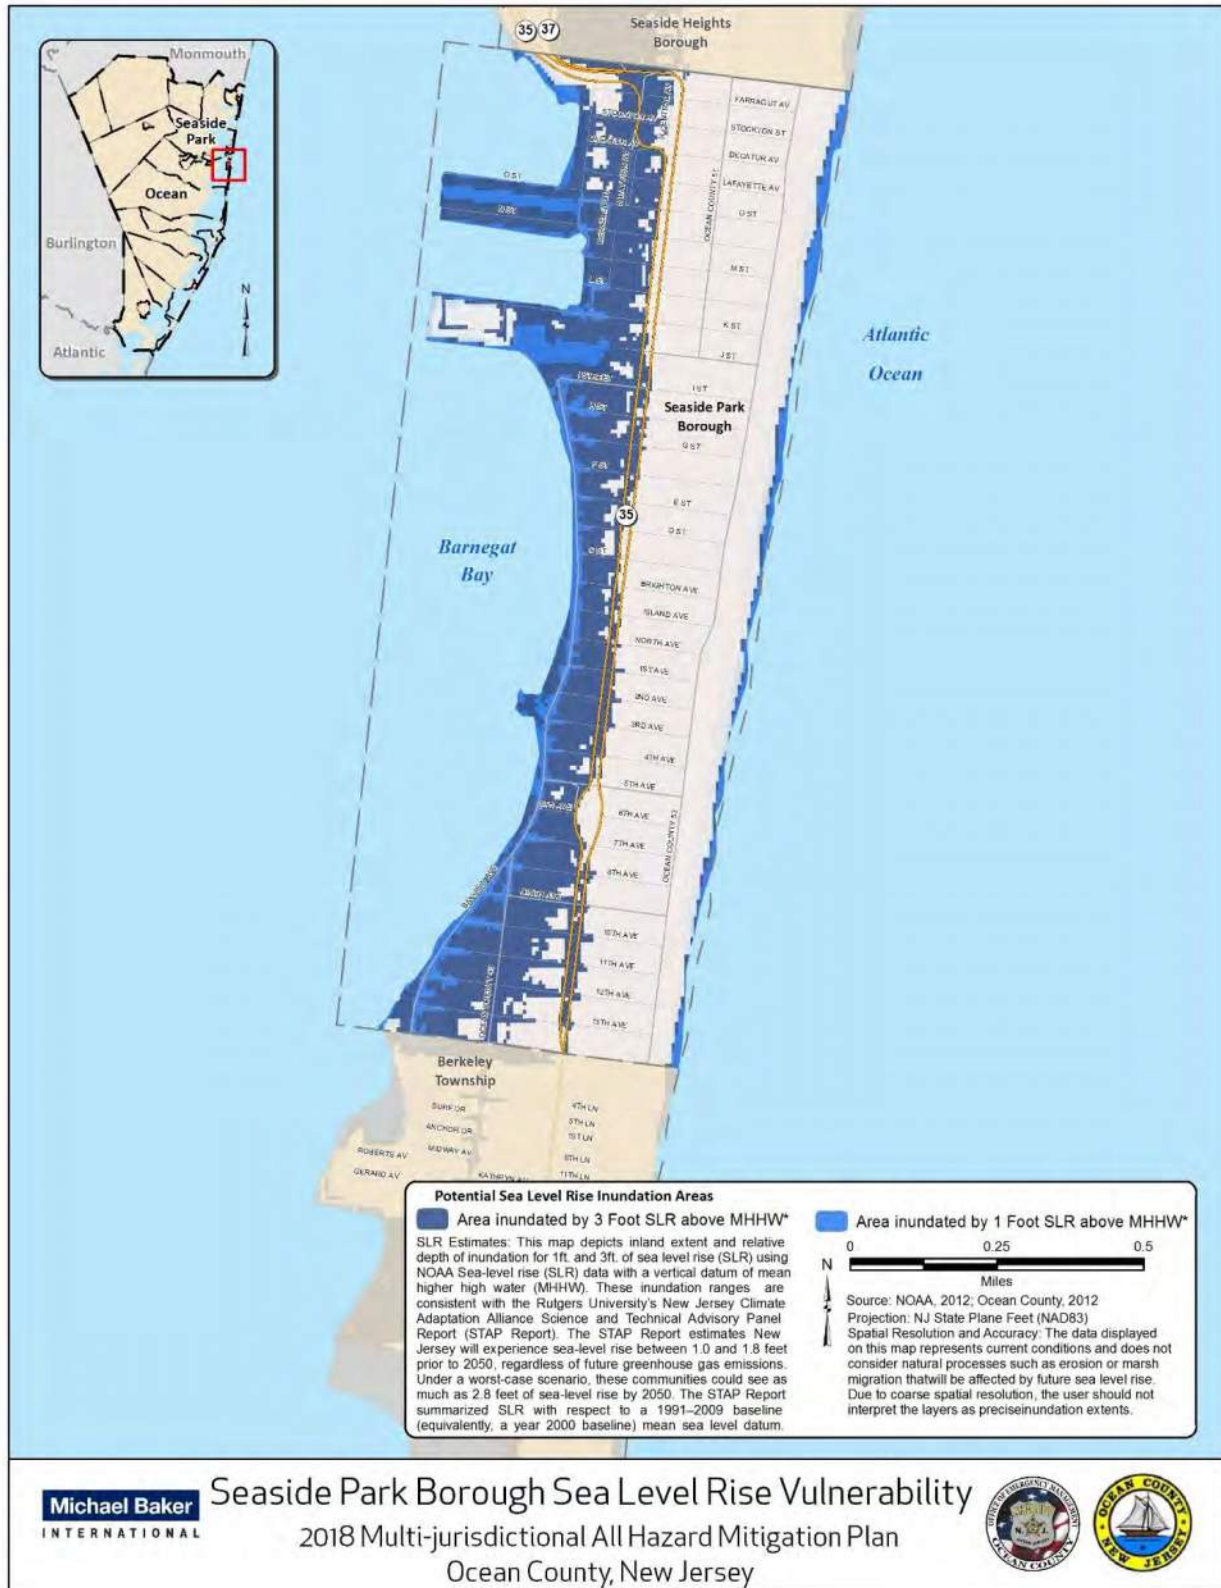 35 37
Seaside Heights
Borough
Monmouth
Seaside
Park
Ocean
Burlington
Atlantic
N
FARRAGUT AV
STOCKTON ST
DECATUR AV
LAFAYETTE AV
O ST
M ST
K ST
J ST
I ST
OCEAN COUNTY 51
CENTRAL AV
STOCKTON AV
Atlantic
Ocean
Seaside Park
Borough
G ST
F ST
E ST
D ST
35
Barnegat
Bay
BRIGHTON AVE
ISLAND AVE
NORTH AVE
1ST AVE
2ND AVE
3RD AVE
4TH AVE
5TH AVE
6TH AVE
7TH AVE
8TH AVE
10TH AVE
11TH AVE
12TH AVE
13TH AVE
Berkeley
Township
SURF DR
ANCHOR DR
MIDWAY AV
ROBERTS AV
GERARD AV
KATHRYN AV
4TH LN
5TH LN
1ST LN
8TH LN
11TH LN
Potential Sea Level Rise Inundation Areas
Area inundated by 3 Foot SLR above MHHW*
SLR Estimates: This map depicts inland extent and relative
depth of inundation for 1ft. and 3ft. of sea level rise (SLR) using
NOAA Sea-level rise (SLR) data with a vertical datum of mean
higher high water (MHHW). These inundation ranges are
consistent with the Rutgers University's New Jersey Climate
Adaptation Alliance Science and Technical Advisory Panel
Report (STAP Report). The STAP Report estimates New
Jersey will experience sea-level rise between 1.0 and 1.8 feet
prior to 2050, regardless of future greenhouse gas emissions.
Under a worst-case scenario, these communities could see as
much as 2.8 feet of sea-level rise by 2050. The STAP Report
summarized SLR with respect to a 1991–2009 baseline
(equivalently, a year 2000 baseline) mean sea level datum.
Area inundated by 1 Foot SLR above MHHW*
0 0.25 0.5
Miles
N
Source: NOAA, 2012; Ocean County, 2012
Projection: NJ State Plane Feet (NAD83)
Spatial Resolution and Accuracy: The data displayed
on this map represents current conditions and does not
consider natural processes such as erosion or marsh
migration thatwill be affected by future sea level rise.
Due to coarse spatial resolution, the user should not
interpret the layers as preciseinundation extents.
Michael Baker
INTERNATIONAL
Seaside Park Borough Sea Level Rise Vulnerability
2018 Multi-jurisdictional All Hazard Mitigation Plan
Ocean County, New Jersey
OFFICE OF EMERGENCY MANAGEMENT
SHERIFF
N.J.
OCEAN COUNTY
OCEAN COUNTY
NEW JERSEY